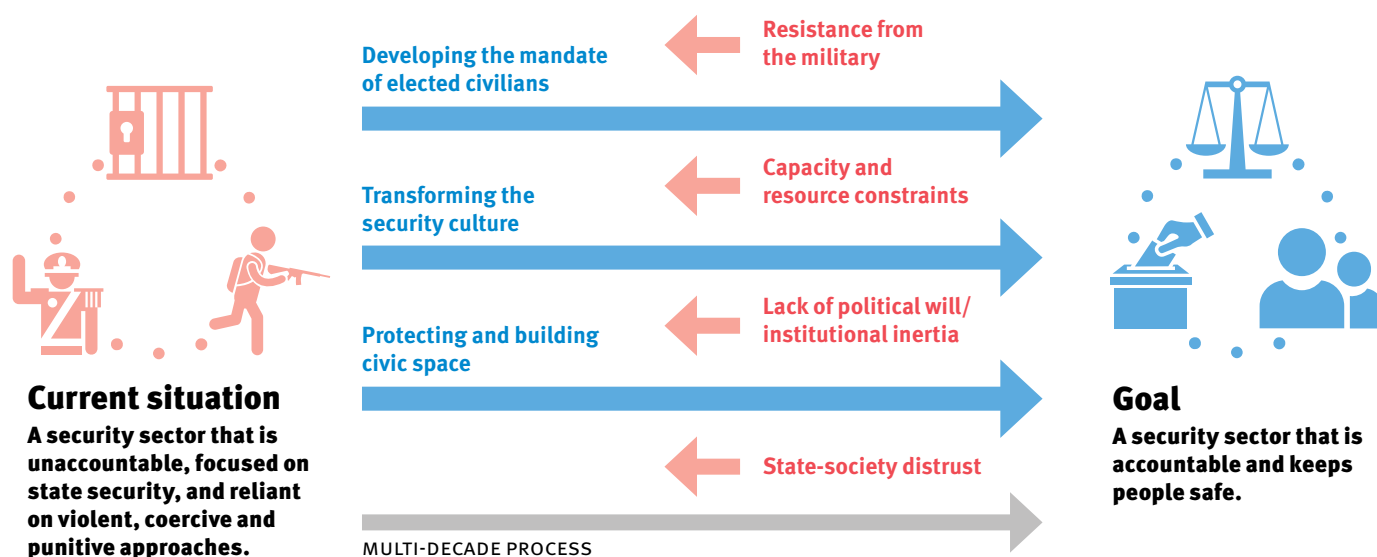 Current situation
A security sector that is
unaccountable, focused on
state security, and reliant
on violent, coercive and
punitive approaches.
Developing the mandate
of elected civilians
Resistance from
the military
Transforming the
security culture
Capacity and
resource constraints
Protecting and building
civic space
Lack of political will/
institutional inertia
State-society distrust
MULTI-DECADE PROCESS
Goal
A security sector that is
accountable and keeps
people safe.